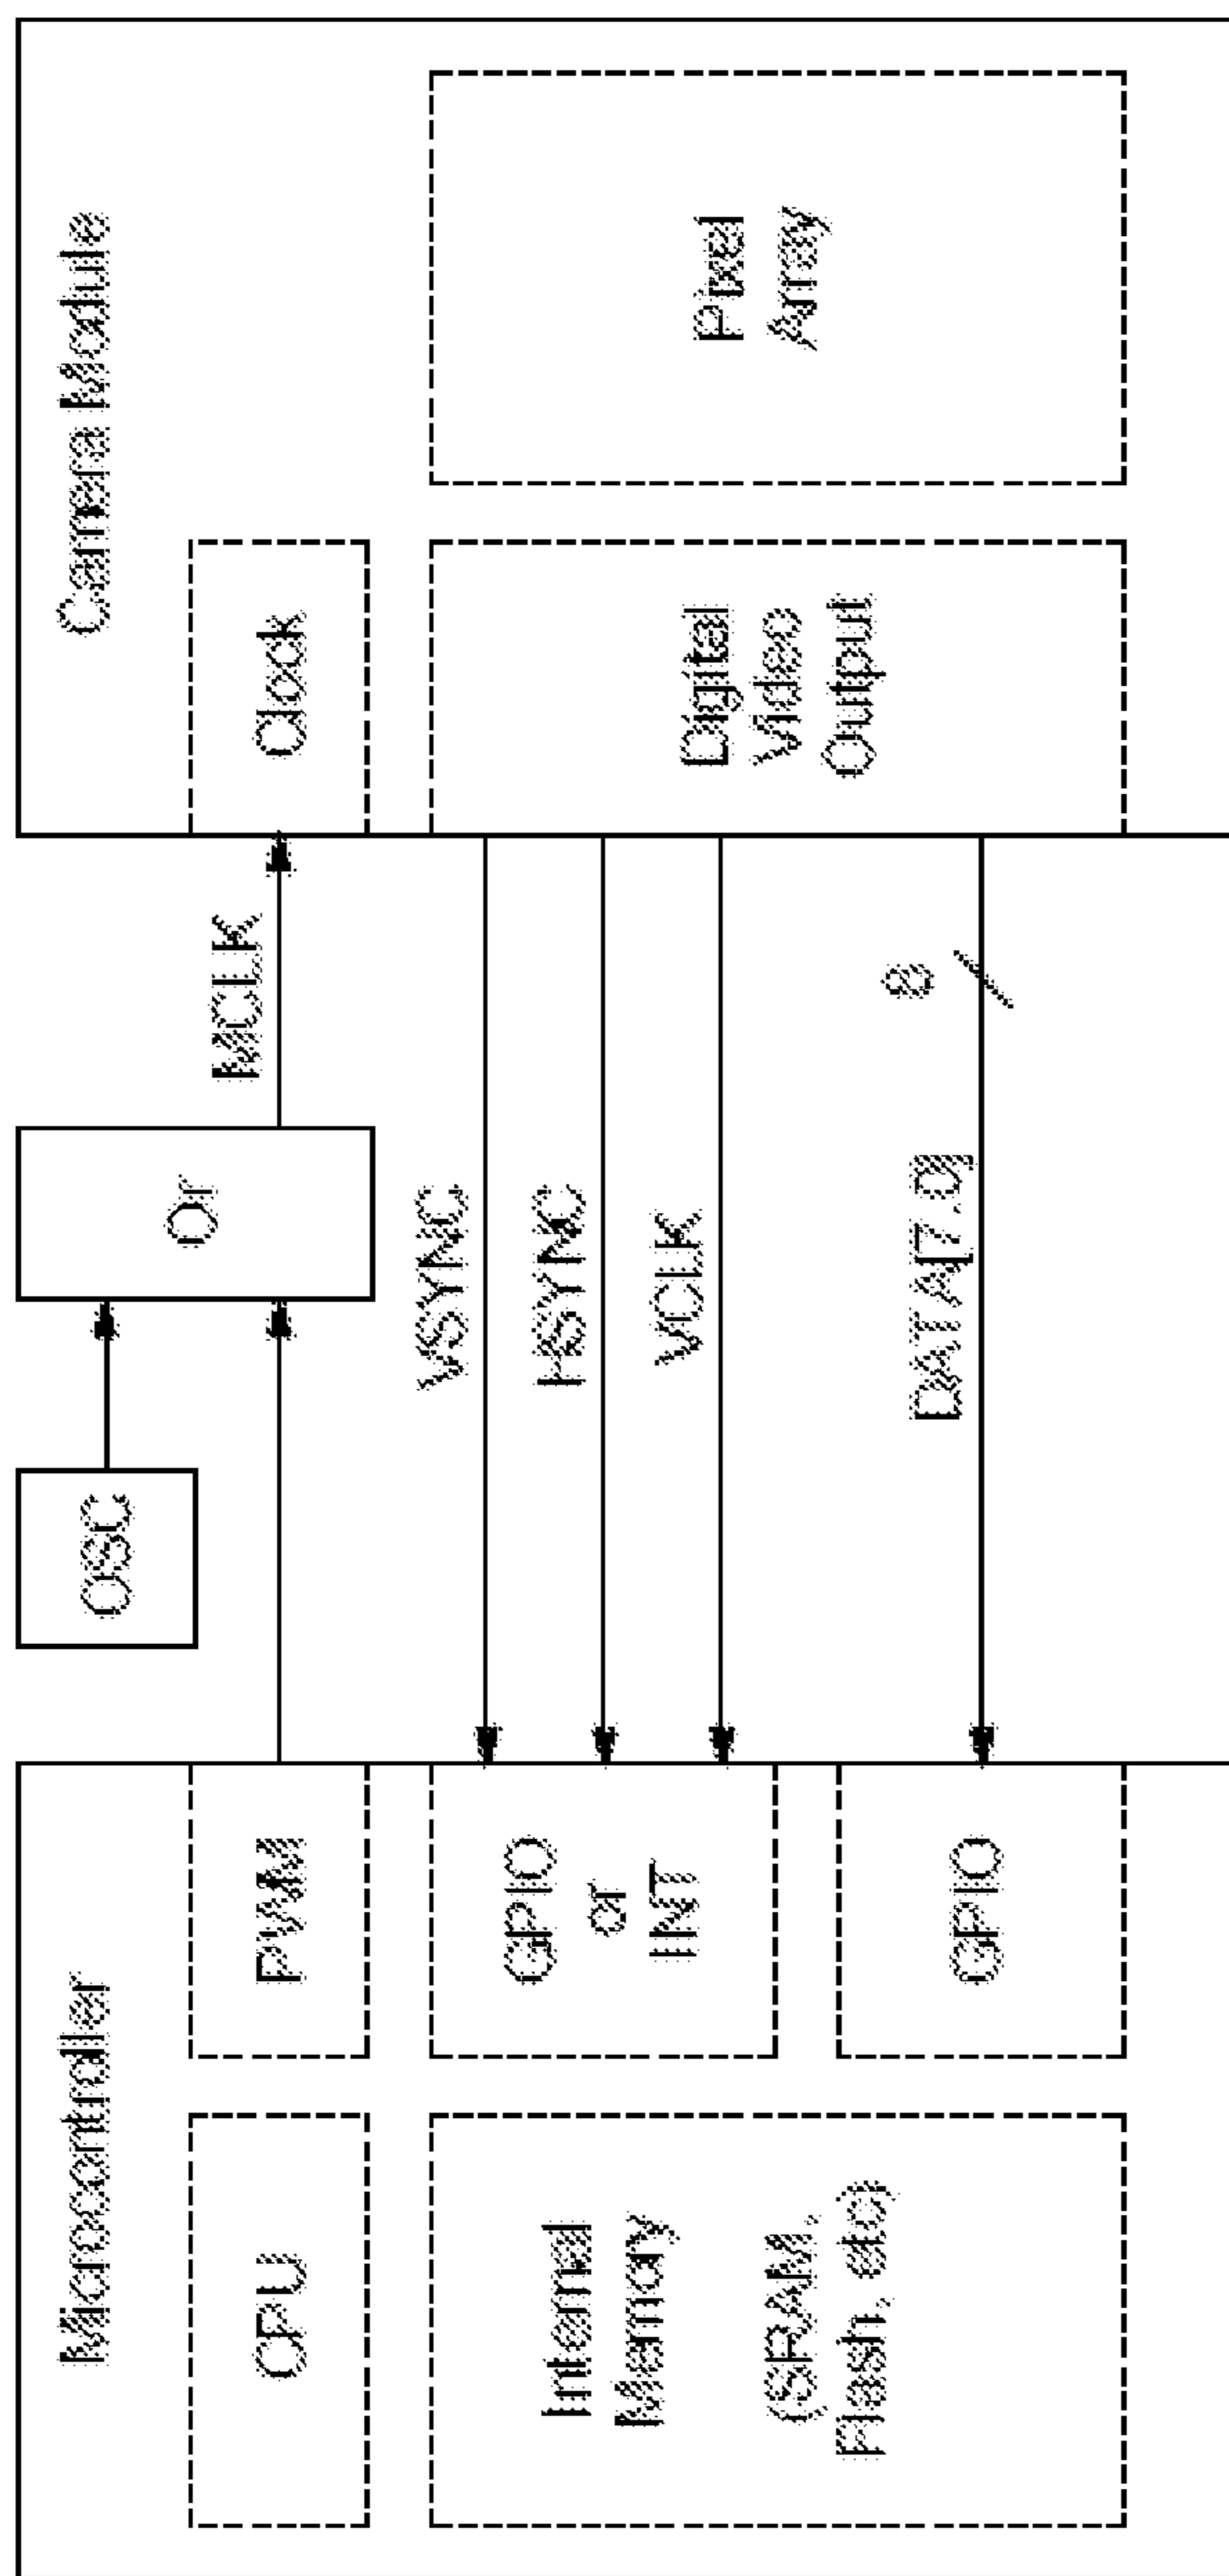 Microcontroller
CPU
PWM
Internal
Memory
(SRAM,
Flash, etc)
GPIO
or
INT
GPIO
OSC
Or
MCLK
VSYNC
HSYNC
VCLK
DATA[7..0]
8
Camera Module
Clock
Digital
Video
Output
Pixel
Array